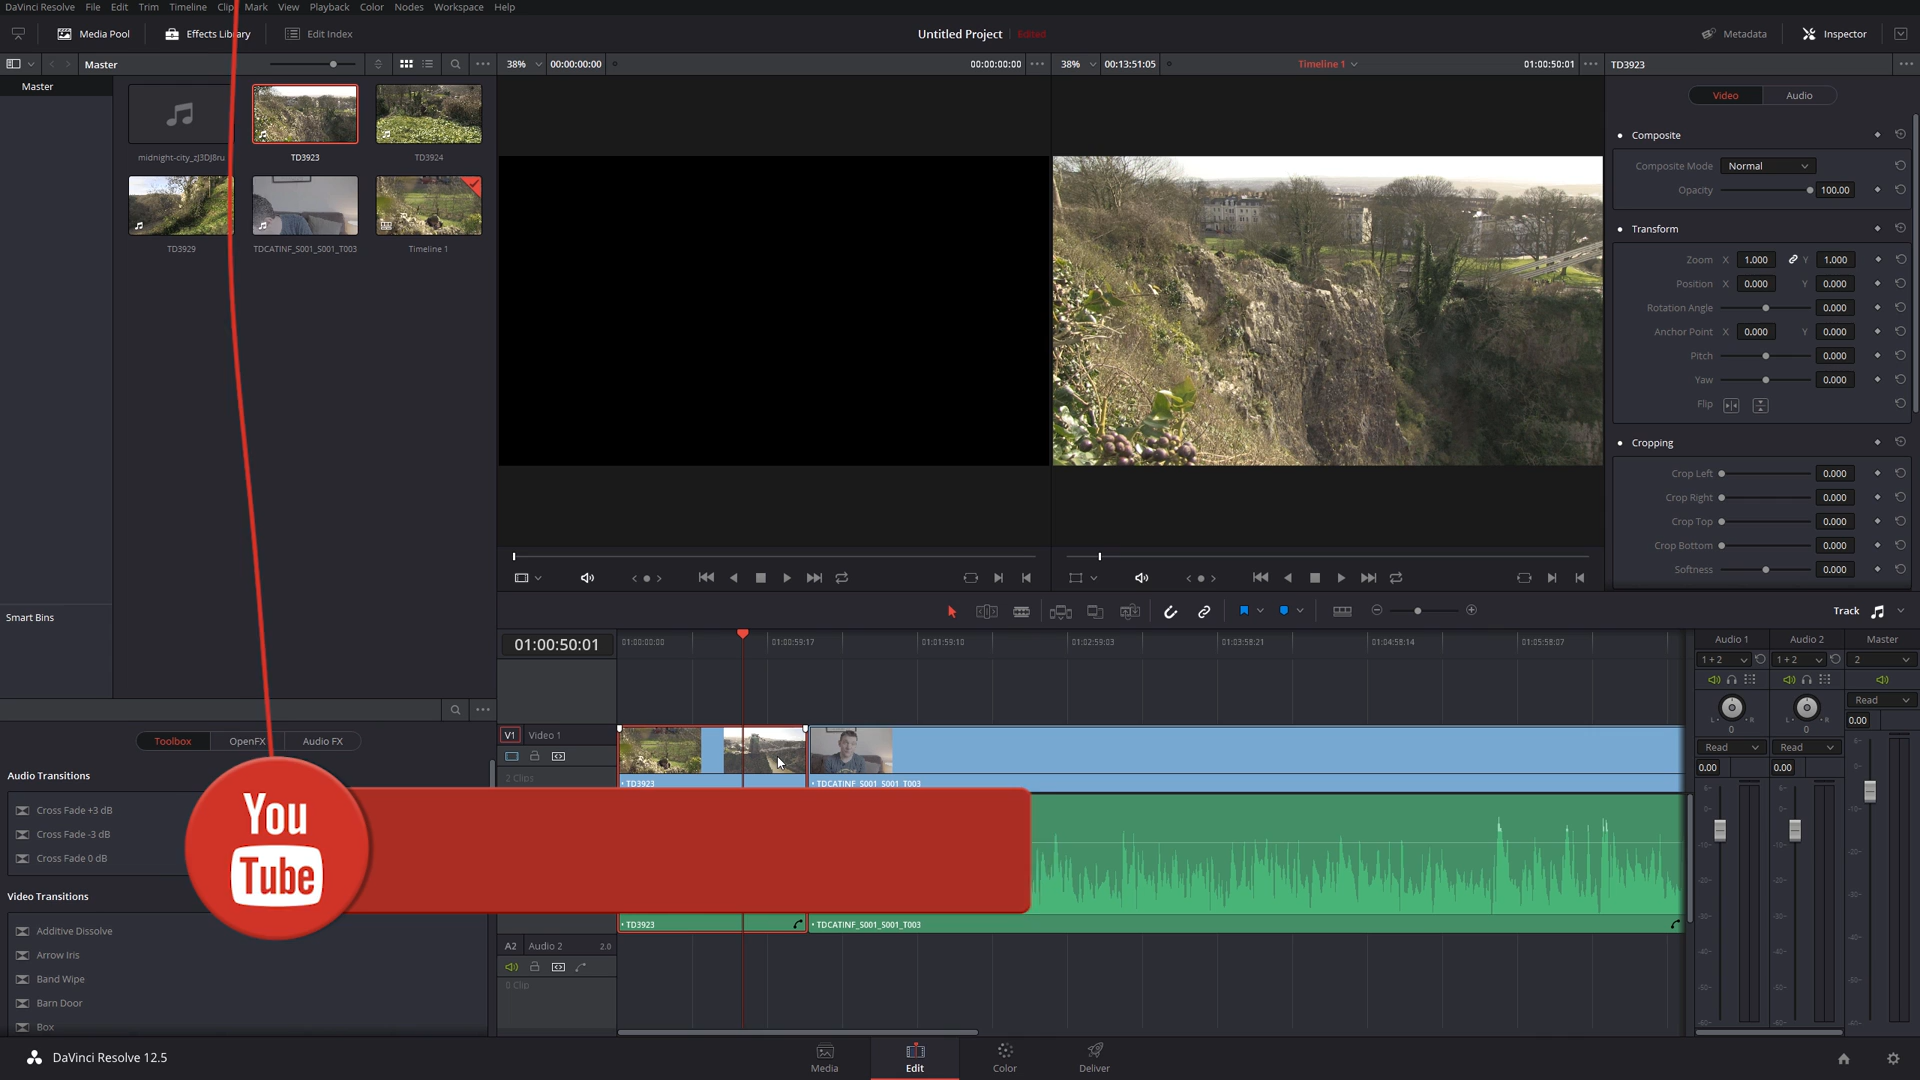 DaVinci Resolve File Edit Trim Timeline Clip Mark View Playback Color Nodes Workspace Help
Media Pool Effects Library Edit Index Untitled Project Edited Metadata Inspector
Master 38% 00:00:00:00 00:00:00:00 38% 00:13:51:05 Timeline 1 01:00:50:01 TD3923
Master
Video Audio
midnight-city_zJ3DJ8ru TD3923 TD3924
TD3929 TDCATINF_S001_S001_T003 Timeline 1
Composite
Composite Mode Normal
Opacity 100.00
Transform
Zoom X 1.000 Y 1.000
Position X 0.000 Y 0.000
Rotation Angle 0.000
Anchor Point X 0.000 Y 0.000
Pitch 0.000
Yaw 0.000
Flip
Cropping
Crop Left 0.000
Crop Right 0.000
Crop Top 0.000
Crop Bottom 0.000
Softness 0.000
Smart Bins
Track
01:00:50:01 01:00:00:00 01:00:59:17 01:01:59:10 01:02:59:03 01:03:58:21 01:04:58:14 01:05:58:07
Audio 1 Audio 2 Master
1 + 2 1 + 2 2
L R L R Read
0 0 0.00
Read Read
0.00 0.00
Toolbox OpenFX Audio FX
Audio Transitions
Cross Fade +3 dB
Cross Fade -3 dB
Cross Fade 0 dB
Video Transitions
Additive Dissolve
Arrow Iris
Band Wipe
Barn Door
Box
V1 Video 1
2 Clips
TD3923 TDCATINF_S001_S001_T003
You
Tube
TD3923 TDCATINF_S001_S001_T003
A2 Audio 2 2.0
0 Clip
DaVinci Resolve 12.5
Media Edit Color Deliver